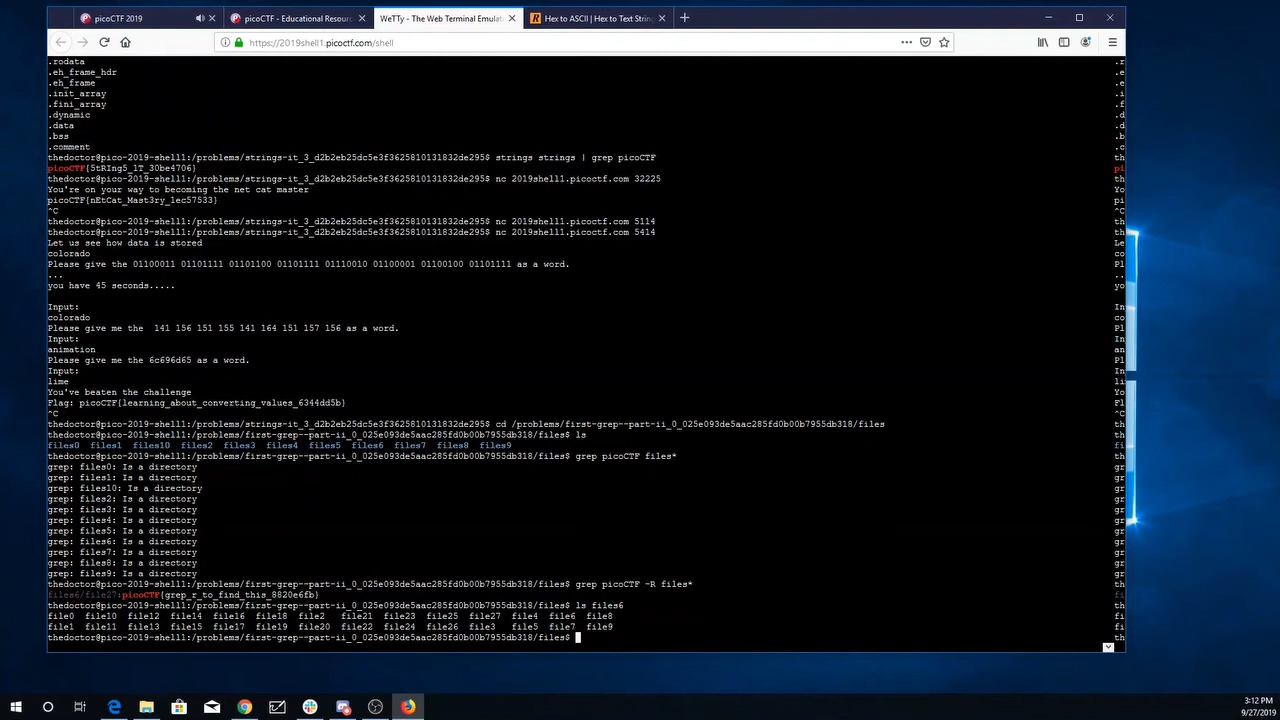 picoCTF 2019
picoCTF - Educational Resour
WeTTy - The Web Terminal Emulat
Hex to ASCII | Hex to Text String
https://2019shell1.picoctf.com/shell
.rodata
.eh_frame_hdr
.eh_frame
.init_array
.fini_array
.dynamic
.data
.bss
.comment
thedoctor@pico-2019-shell1:/problems/strings-it_3_d2b2eb25dc5e3f3625810131832de295$ strings strings | grep picoCTF
picoCTF{5tRIng5_1T_30be4706}
thedoctor@pico-2019-shell1:/problems/strings-it_3_d2b2eb25dc5e3f3625810131832de295$ nc 2019shell1.picoctf.com 32225
You're on your way to becoming the net cat master
picoCTF{nEtCat_Mast3ry_1ec57533}
^C
thedoctor@pico-2019-shell1:/problems/strings-it_3_d2b2eb25dc5e3f3625810131832de295$ nc 2019shell1.picoctf.com 5114
thedoctor@pico-2019-shell1:/problems/strings-it_3_d2b2eb25dc5e3f3625810131832de295$ nc 2019shell1.picoctf.com 5414
Let us see how data is stored
colorado
Please give the 01100011 01101111 01101100 01101111 01110010 01100001 01100100 01101111 as a word.
...
you have 45 seconds.....
Input:
colorado
Please give me the  141 156 151 155 141 164 151 157 156 as a word.
Input:
animation
Please give me the 6c696d65 as a word.
Input:
lime
You've beaten the challenge
Flag: picoCTF{learning_about_converting_values_6344dd5b}
^C
thedoctor@pico-2019-shell1:/problems/strings-it_3_d2b2eb25dc5e3f3625810131832de295$ cd /problems/first-grep--part-ii_0_025e093de5aac285fd0b00b7955db318/files
thedoctor@pico-2019-shell1:/problems/first-grep--part-ii_0_025e093de5aac285fd0b00b7955db318/files$ ls
files0  files1  files10  files2  files3  files4  files5  files6  files7  files8  files9
thedoctor@pico-2019-shell1:/problems/first-grep--part-ii_0_025e093de5aac285fd0b00b7955db318/files$ grep picoCTF files*
grep: files0: Is a directory
grep: files1: Is a directory
grep: files10: Is a directory
grep: files2: Is a directory
grep: files3: Is a directory
grep: files4: Is a directory
grep: files5: Is a directory
grep: files6: Is a directory
grep: files7: Is a directory
grep: files8: Is a directory
grep: files9: Is a directory
thedoctor@pico-2019-shell1:/problems/first-grep--part-ii_0_025e093de5aac285fd0b00b7955db318/files$ grep picoCTF -R files*
files6/file27:picoCTF{grep_r_to_find_this_8820e6fb}
thedoctor@pico-2019-shell1:/problems/first-grep--part-ii_0_025e093de5aac285fd0b00b7955db318/files$ ls files6
file0  file10  file12  file14  file16  file18  file2  file21  file23  file25  file27  file4  file6  file8
file1  file11  file13  file15  file17  file19  file20  file22  file24  file26  file3  file5  file7  file9
thedoctor@pico-2019-shell1:/problems/first-grep--part-ii_0_025e093de5aac285fd0b00b7955db318/files$
3:12 PM
9/27/2019